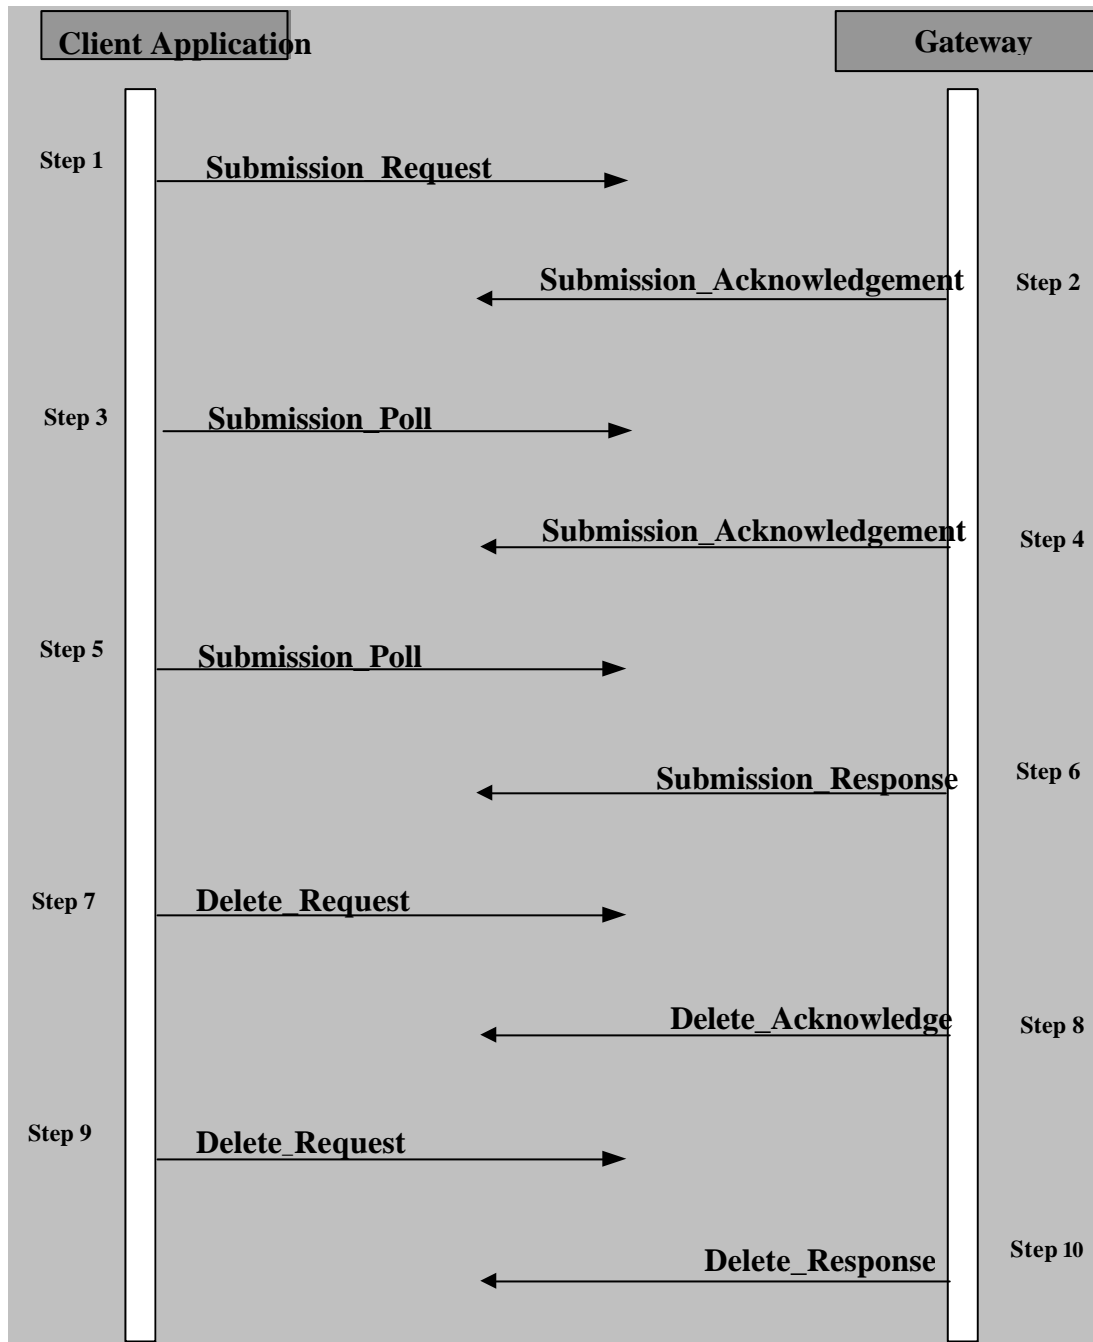 Client Application
Gateway
Step 1
Submission_Request
Submission_Acknowledgement
Step 2
Step 3
Submission_Poll
Submission_Acknowledgement
Step 4
Step 5
Submission_Poll
Submission_Response
Step 6
Step 7
Delete_Request
Delete_Acknowledge
Step 8
Step 9
Delete_Request
Delete_Response
Step 10